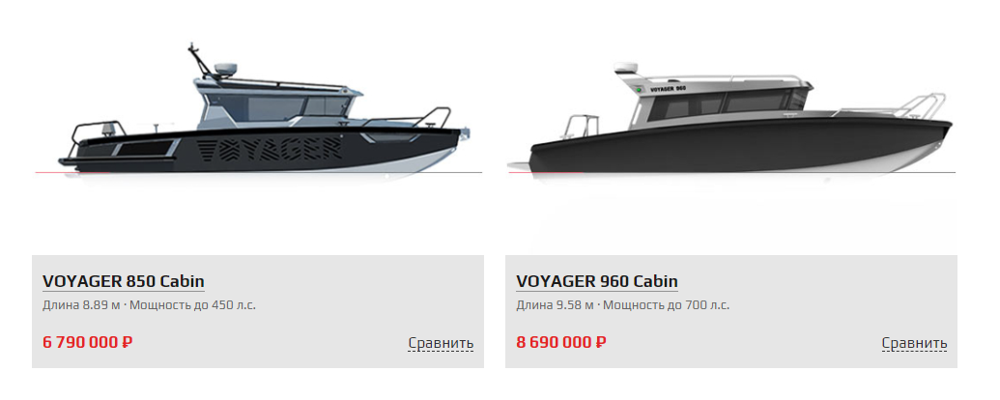 VOYAGER
VOYAGER 960
VOYAGER 850 Cabin
Длина 8.89 м · Мощность до 450 л.с.
6 790 000 ₽
Сравнить
VOYAGER 960 Cabin
Длина 9.58 м · Мощность до 700 л.с.
8 690 000 ₽
Сравнить